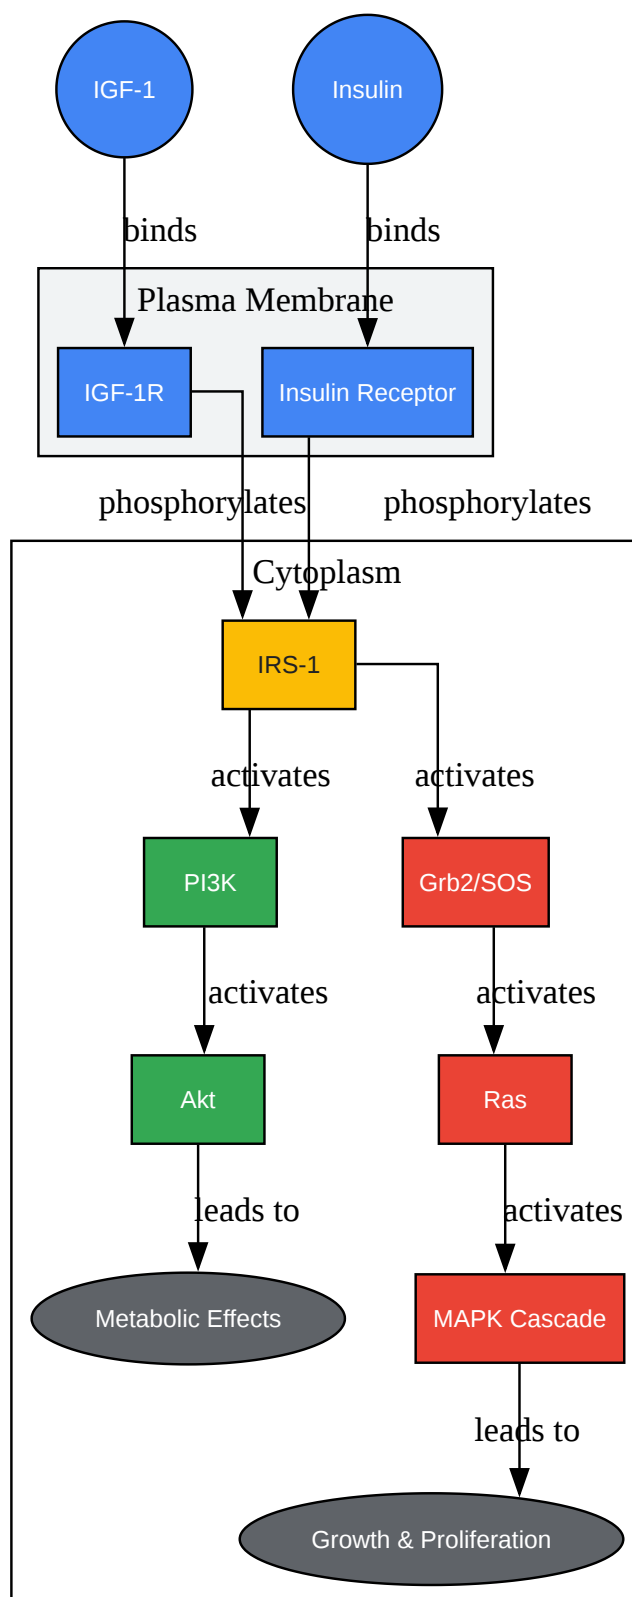 IGF-1
Insulin
binds
binds
Plasma Membrane
IGF-1R
Insulin Receptor
phosphorylates
phosphorylates
Cytoplasm
IRS-1
activates
activates
PI3K
Grb2/SOS
activates
activates
Akt
Ras
leads to
activates
Metabolic Effects
MAPK Cascade
leads to
Growth & Proliferation